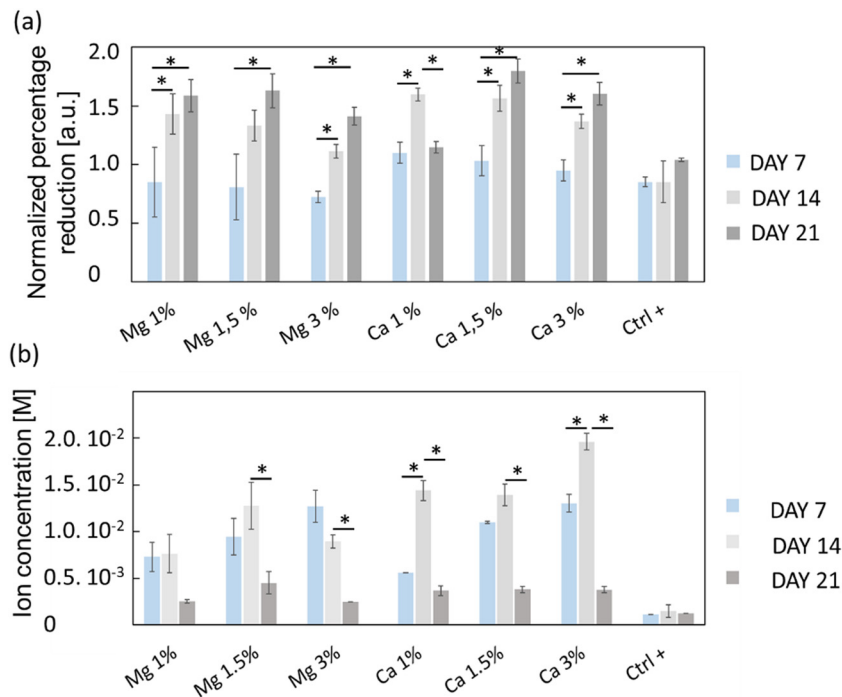 (a)
Normalized percentage
reduction [a.u.]
2.0
1.5
1.0
0.5
0
* * * * * * * * * * * *
Mg 1% Mg 1,5 % Mg 3 % Ca 1 % Ca 1,5 % Ca 3 % Ctrl +
DAY 7
DAY 14
DAY 21
(b)
Ion concentration [M]
2.0. 10⁻²
1.5. 10⁻²
1.0. 10⁻²
0.5. 10⁻³
0
* * * * * * *
Mg 1% Mg 1.5% Mg 3% Ca 1% Ca 1.5% Ca 3% Ctrl +
DAY 7
DAY 14
DAY 21